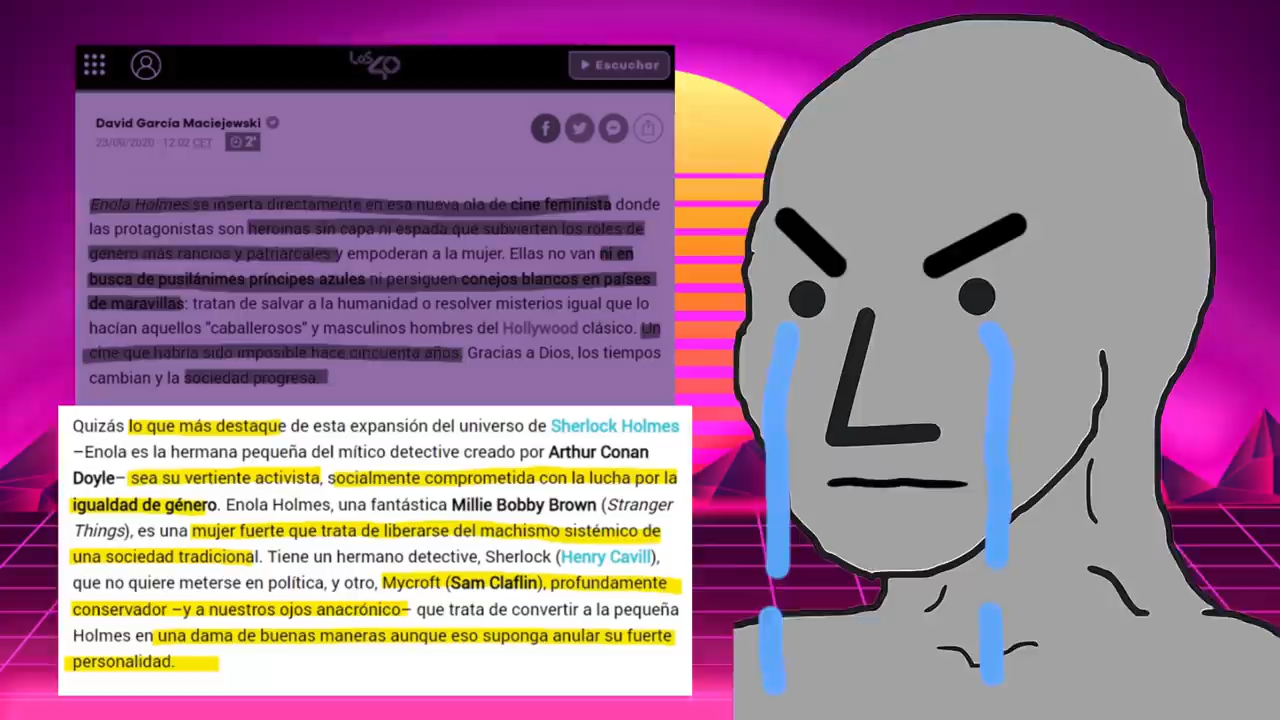 Los 40
Escuchar
David García Maciejewski
23/09/2020 - 12:02 CET
2'
Enola Holmes se inserta directamente en esa nueva ola de cine feminista donde
las protagonistas son heroínas sin capa ni espada que subvierten los roles de
género más rancios y patriarcales y empoderen a la mujer. Ellas no van ni en
busca de pusilánimes príncipes azules ni persiguen conejos blancos en países
de maravillas: tratan de salvar a la humanidad o resolver misterios igual que lo
hacían aquellos "caballerosos" y masculinos hombres del Hollywood clásico. Un
cine que habría sido imposible hace cincuenta años. Gracias a Dios, los tiempos
cambian y la sociedad progresa.
Quizás lo que más destaque de esta expansión del universo de Sherlock Holmes
–Enola es la hermana pequeña del mítico detective creado por Arthur Conan
Doyle– sea su vertiente activista, socialmente comprometida con la lucha por la
igualdad de género. Enola Holmes, una fantástica Millie Bobby Brown (Stranger
Things), es una mujer fuerte que trata de liberarse del machismo sistémico de
una sociedad tradicional. Tiene un hermano detective, Sherlock (Henry Cavill),
que no quiere meterse en política, y otro, Mycroft (Sam Claflin), profundamente
conservador –y a nuestros ojos anacrónico– que trata de convertir a la pequeña
Holmes en una dama de buenas maneras aunque eso suponga anular su fuerte
personalidad.